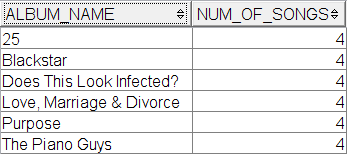 ALBUM_NAME NUM_OF_SONGS
25 4
Blackstar 4
Does This Look Infected? 4
Love, Marriage & Divorce 4
Purpose 4
The Piano Guys 4